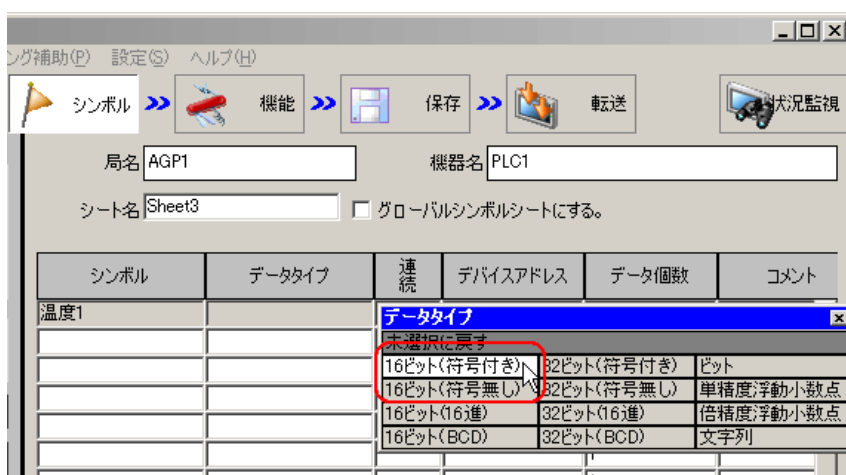 ング補助(P) 設定(S) ヘルプ(H)
シンボル 機能 保存 転送 状況監視
局名 AGP1 機器名 PLC1
シート名 Sheet3 グローバルシンボルシートにする。
シンボル データタイプ 連続 デバイスアドレス データ個数 コメント
温度1
データタイプ
未選択に戻す
16ビット(符号付き) 32ビット(符号付き) ビット
16ビット(符号無し) 32ビット(符号無し) 単精度浮動小数点
16ビット(16進) 32ビット(16進) 倍精度浮動小数点
16ビット(BCD) 32ビット(BCD) 文字列